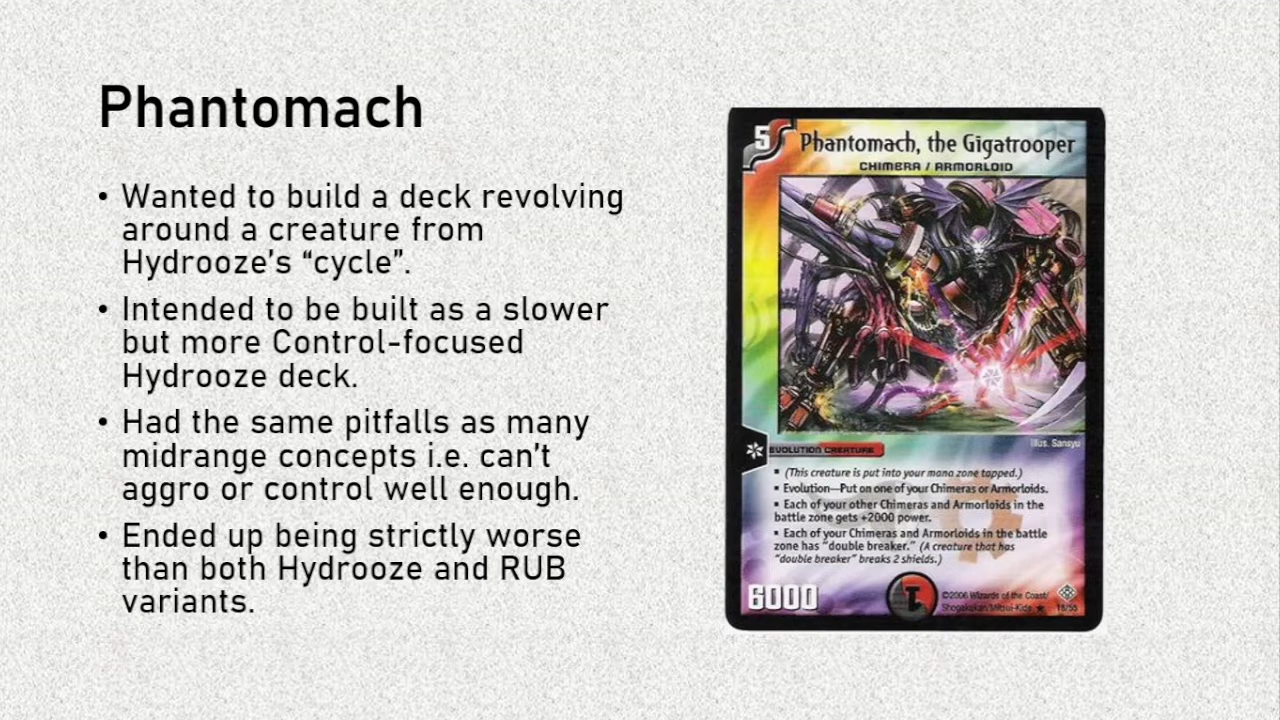 Phantomach
• Wanted to build a deck revolving
around a creature from
Hydrooze’s “cycle”.
• Intended to be built as a slower
but more Control-focused
Hydrooze deck.
• Had the same pitfalls as many
midrange concepts i.e. can’t
aggro or control well enough.
• Ended up being strictly worse
than both Hydrooze and RUB
variants.
5
Phantomach, the Gigatrooper
CHIMERA / ARMORLOID
Illus. Sansyu
EVOLUTION CREATURE
▪ (This creature is put into your mana zone tapped.)
▪ Evolution—Put on one of your Chimeras or Armorloids.
▪ Each of your other Chimeras and Armorloids in the
battle zone gets +2000 power.
▪ Each of your Chimeras and Armorloids in the battle
zone has “double breaker.” (A creature that has
“double breaker” breaks 2 shields.)
6000
©2006 Wizards of the Coast/
Shogakukan/Mitsui-Kids ★ 16/55